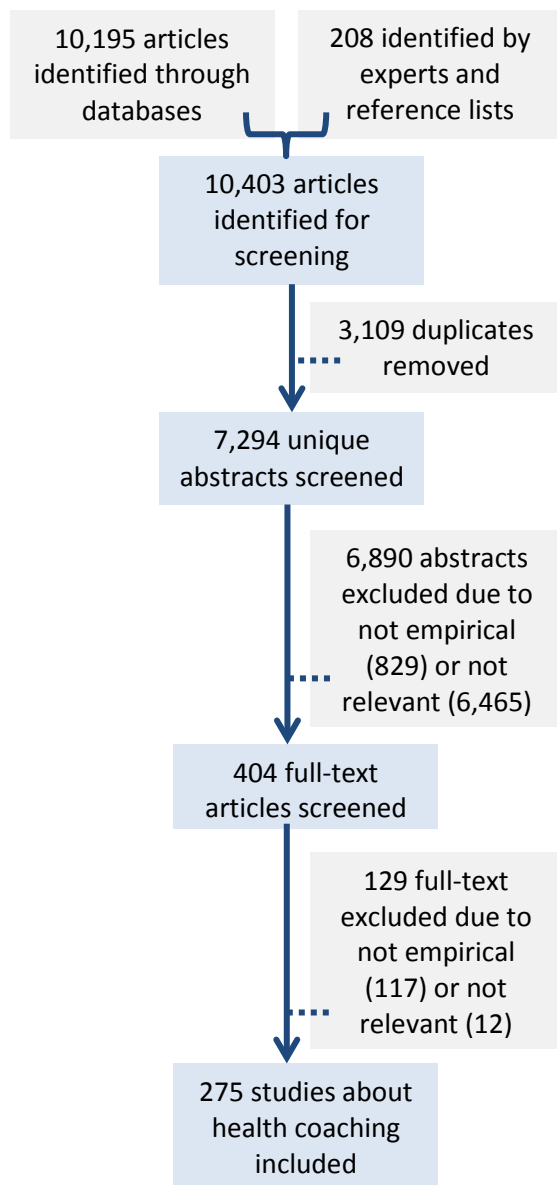 10,195 articles
identified through
databases
208 identified by
experts and
reference lists
10,403 articles
identified for
screening
3,109 duplicates
removed
7,294 unique
abstracts screened
6,890 abstracts
excluded due to
not empirical
(829) or not
relevant (6,465)
404 full-text
articles screened
129 full-text
excluded due to
not empirical
(117) or not
relevant (12)
275 studies about
health coaching
included